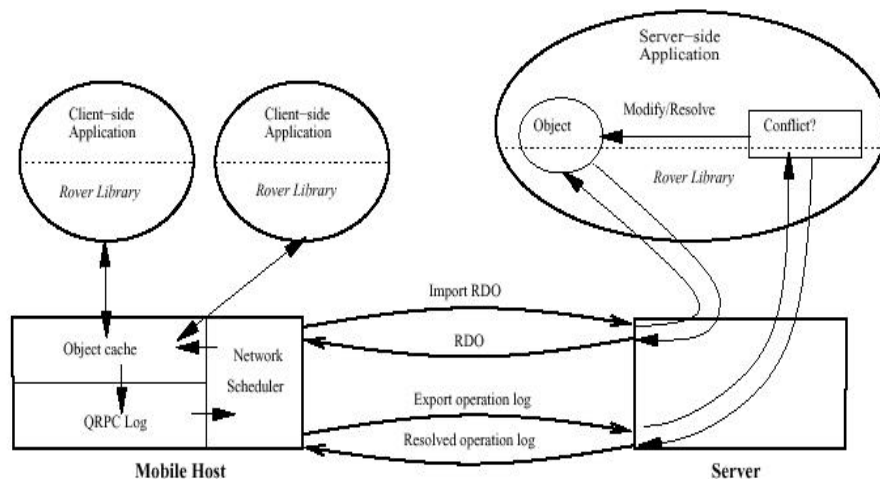 Server-side
Application
Client-side
Application
Client-side
Application
Object
Modify/Resolve
Conflict?
Rover Library
Rover Library
Rover Library
Import RDO
RDO
Object cache
Network
Scheduler
QRPC Log
Export operation log
Resolved operation log
Mobile Host
Server